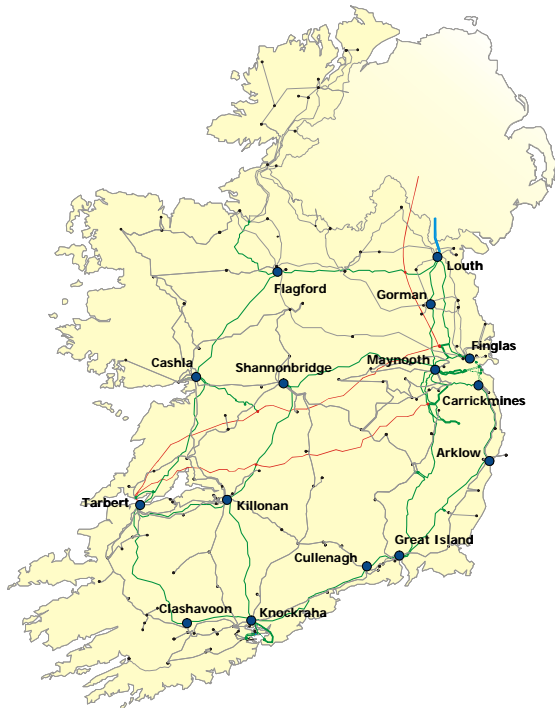 Louth
Flagford
Gorman
Finglas
Maynooth
Cashla
Shannonbridge
Carrickmines
Arklow
Tarbert
Killonan
Great Island
Cullenagh
Clashavoon
Knockraha